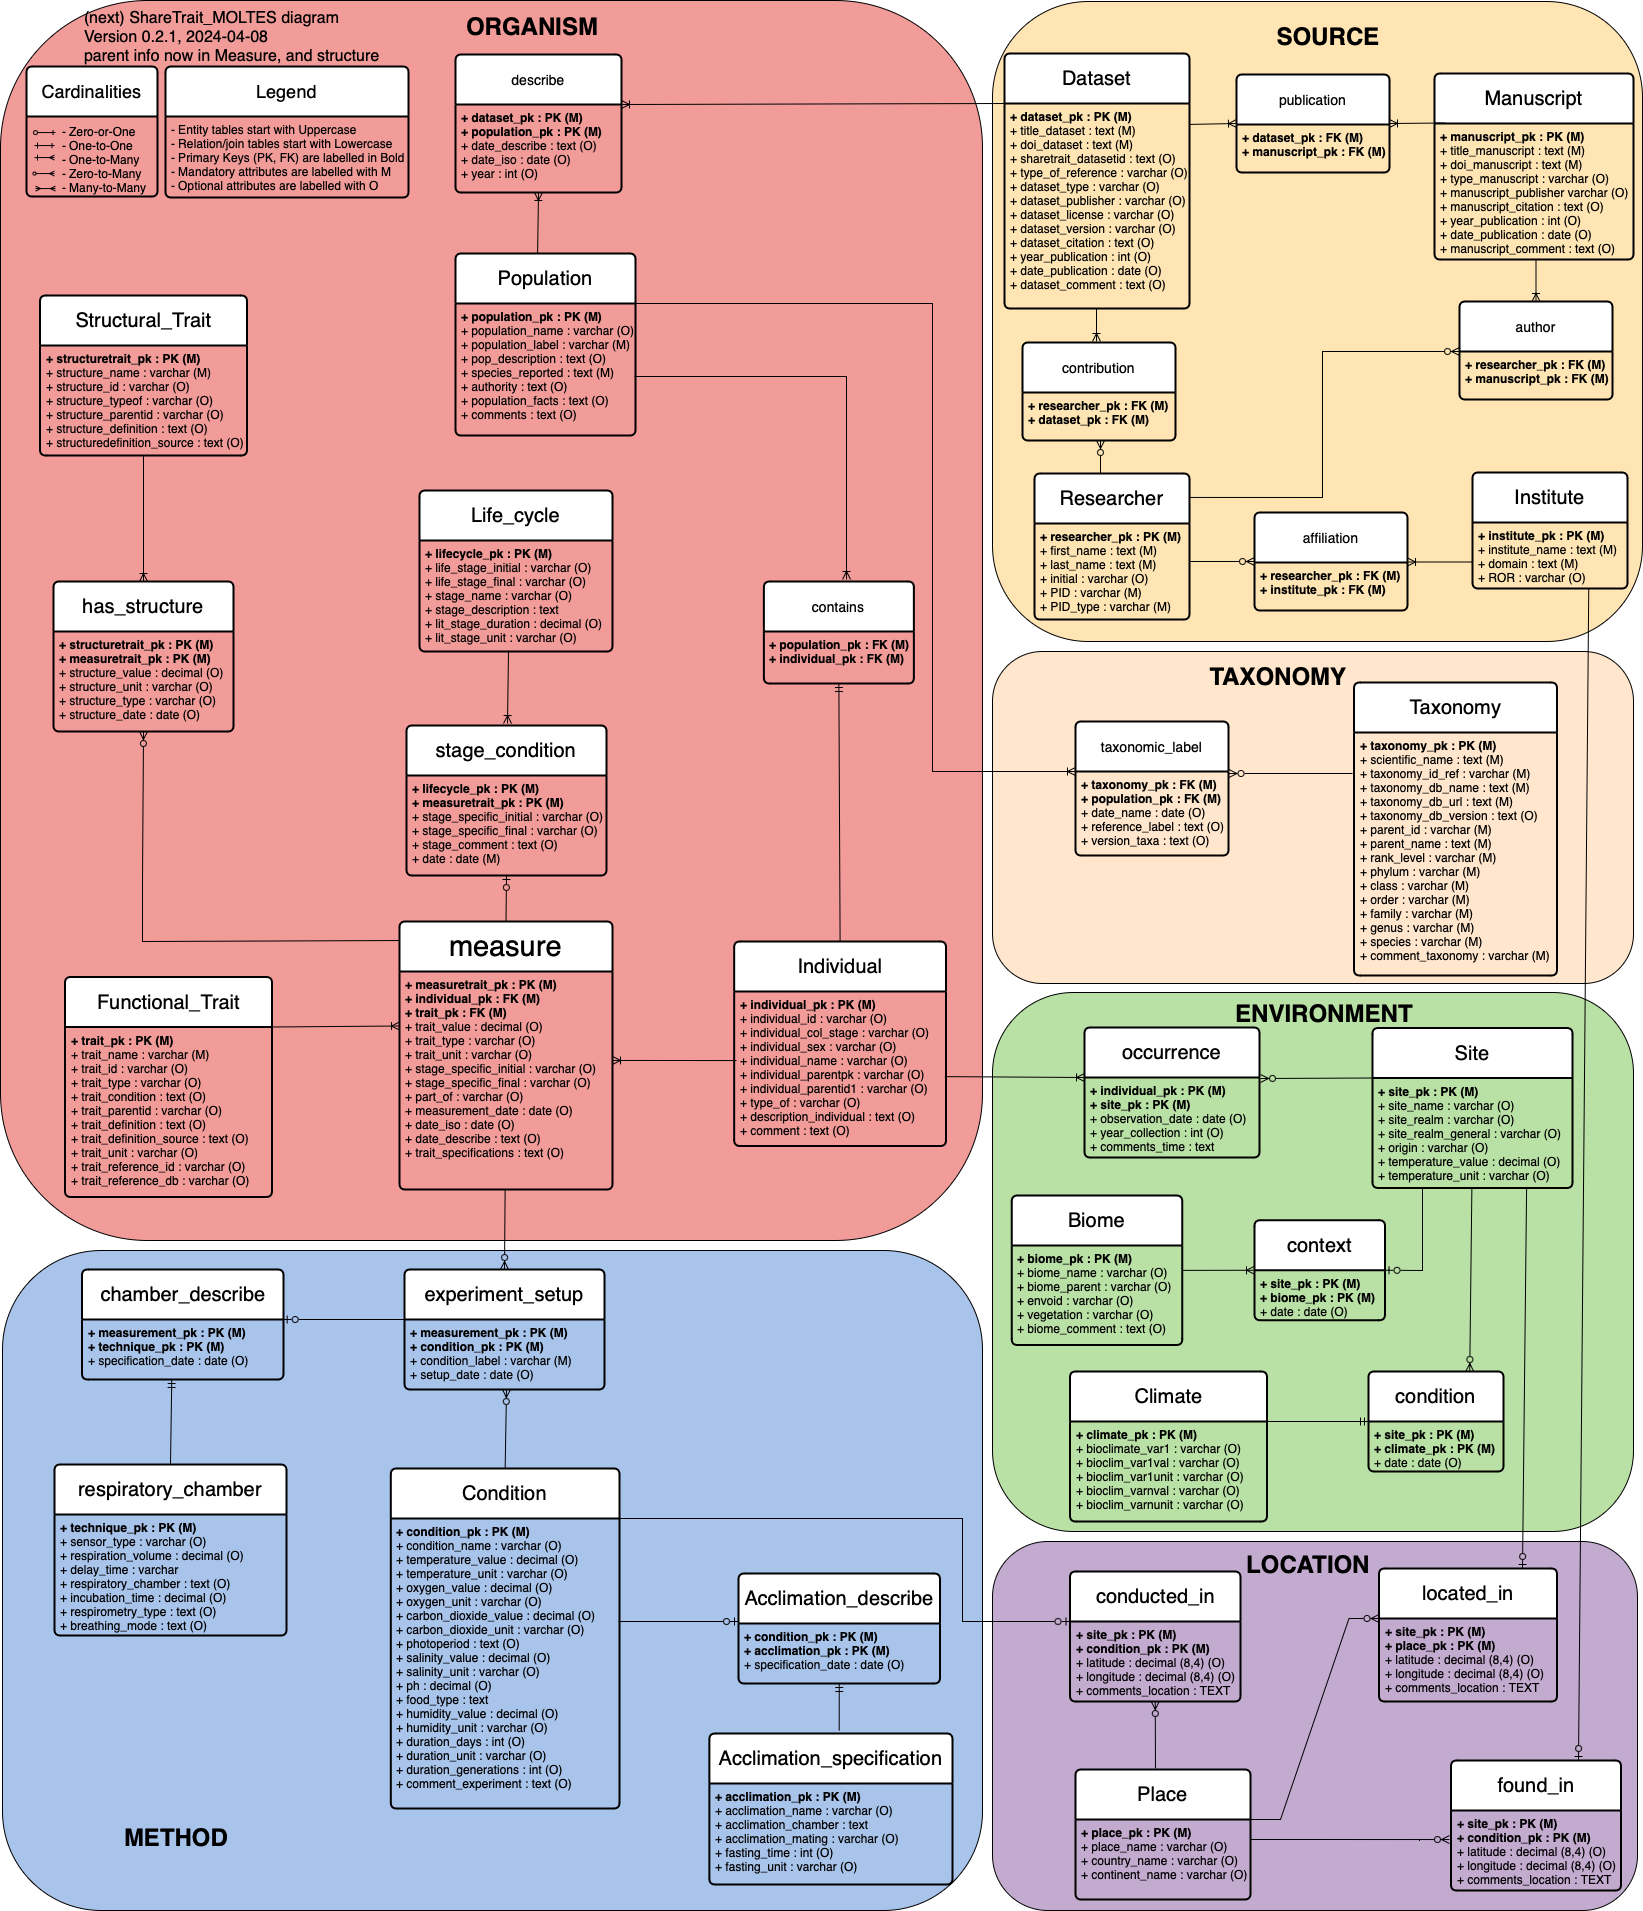 (next) ShareTrait_MOLTES diagram
Version 0.2.1, 2024-04-08
parent info now in Measure, and structure
ORGANISM
Cardinalities
- Zero-or-One
- One-to-One
- One-to-Many
- Zero-to-Many
- Many-to-Many
Legend
- Entity tables start with Uppercase
- Relation/join tables start with Lowercase
- Primary Keys (PK, FK) are labelled in Bold
- Mandatory attributes are labelled with M
- Optional attributes are labelled with O
describe
+ dataset_pk : PK (M)
+ population_pk : PK (M)
+ date_describe : text (O)
+ date_iso : date (O)
+ year : int (O)
Population
+ population_pk : PK (M)
+ population_name : varchar (O)
+ population_label : varchar (M)
+ pop_description : text (O)
+ species_reported : text (M)
+ authority : text (O)
+ population_facts : text (O)
+ comments : text (O)
Structural_Trait
+ structuretrait_pk : PK (M)
+ structure_name : varchar (M)
+ structure_id : varchar (O)
+ structure_typeof : varchar (O)
+ structure_parentid : varchar (O)
+ structure_definition : text (O)
+ structuredefinition_source : text (O)
Life_cycle
+ lifecycle_pk : PK (M)
+ life_stage_initial : varchar (O)
+ life_stage_final : varchar (O)
+ stage_name : varchar (O)
+ stage_description : text
+ lit_stage_duration : decimal (O)
+ lit_stage_unit : varchar (O)
has_structure
+ structuretrait_pk : PK (M)
+ measuretrait_pk : PK (M)
+ structure_value : decimal (O)
+ structure_unit : varchar (O)
+ structure_type : varchar (O)
+ structure_date : date (O)
contains
+ population_pk : FK (M)
+ individual_pk : FK (M)
stage_condition
+ lifecycle_pk : PK (M)
+ measuretrait_pk : PK (M)
+ stage_specific_initial : varchar (O)
+ stage_specific_final : varchar (O)
+ stage_comment : text (O)
+ date : date (M)
measure
+ measuretrait_pk : PK (M)
+ individual_pk : FK (M)
+ trait_pk : FK (M)
+ trait_value : decimal (O)
+ trait_type : varchar (O)
+ trait_unit : varchar (O)
+ stage_specific_initial : varchar (O)
+ stage_specific_final : varchar (O)
+ part_of : varchar (O)
+ measurement_date : date (O)
+ date_iso : date (O)
+ date_describe : text (O)
+ trait_specifications : text (O)
Individual
+ individual_pk : PK (M)
+ individual_id : varchar (O)
+ individual_col_stage : varchar (O)
+ individual_sex : varchar (O)
+ individual_name : varchar (O)
+ individual_parentpk : varchar (O)
+ individual_parentid1 : varchar (O)
+ type_of : varchar (O)
+ description_individual : text (O)
+ comment : text (O)
Functional_Trait
+ trait_pk : PK (M)
+ trait_name : varchar (M)
+ trait_id : varchar (O)
+ trait_type : varchar (O)
+ trait_condition : text (O)
+ trait_parentid : varchar (O)
+ trait_definition : text (O)
+ trait_definition_source : text (O)
+ trait_unit : varchar (O)
+ trait_reference_id : varchar (O)
+ trait_reference_db : varchar (O)
SOURCE
Dataset
+ dataset_pk : PK (M)
+ title_dataset : text (M)
+ doi_dataset : text (M)
+ sharetrait_datasetid : text (O)
+ type_of_reference : varchar (O)
+ dataset_type : varchar (O)
+ dataset_publisher : varchar (O)
+ dataset_license : varchar (O)
+ dataset_version : varchar (O)
+ dataset_citation : text (O)
+ year_publication : int (O)
+ date_publication : date (O)
+ dataset_comment : text (O)
publication
+ dataset_pk : FK (M)
+ manuscript_pk : FK (M)
Manuscript
+ manuscript_pk : PK (M)
+ title_manuscript : text (M)
+ doi_manuscript : text (M)
+ type_manuscript : varchar (O)
+ manuscript_publisher varchar (O)
+ manuscript_citation : text (O)
+ year_publication : int (O)
+ date_publication : date (O)
+ manuscript_comment : text (O)
contribution
+ researcher_pk : FK (M)
+ dataset_pk : FK (M)
author
+ researcher_pk : FK (M)
+ manuscript_pk : FK (M)
Researcher
+ researcher_pk : PK (M)
+ first_name : text (M)
+ last_name : text (M)
+ initial : varchar (O)
+ PID : varchar (M)
+ PID_type : varchar (M)
affiliation
+ researcher_pk : FK (M)
+ institute_pk : FK (M)
Institute
+ institute_pk : PK (M)
+ institute_name : text (M)
+ domain : text (M)
+ ROR : varchar (O)
TAXONOMY
taxonomic_label
+ taxonomy_pk : FK (M)
+ population_pk : FK (M)
+ date_name : date (O)
+ reference_label : text (O)
+ version_taxa : text (O)
Taxonomy
+ taxonomy_pk : PK (M)
+ scientific_name : text (M)
+ taxonomy_id_ref : varchar (M)
+ taxonomy_db_name : text (M)
+ taxonomy_db_url : text (M)
+ taxonomy_db_version : text (O)
+ parent_id : varchar (M)
+ parent_name : text (M)
+ rank_level : varchar (M)
+ phylum : varchar (M)
+ class : varchar (M)
+ order : varchar (M)
+ family : varchar (M)
+ genus : varchar (M)
+ species : varchar (M)
+ comment_taxonomy : varchar (M)
ENVIRONMENT
occurrence
+ individual_pk : PK (M)
+ site_pk : PK (M)
+ observation_date : date (O)
+ year_collection : int (O)
+ comments_time : text
Site
+ site_pk : PK (M)
+ site_name : varchar (O)
+ site_realm : varchar (O)
+ site_realm_general : varchar (O)
+ origin : varchar (O)
+ temperature_value : decimal (O)
+ temperature_unit : varchar (O)
Biome
+ biome_pk : PK (M)
+ biome_name : varchar (O)
+ biome_parent : varchar (O)
+ envoid : varchar (O)
+ vegetation : varchar (O)
+ biome_comment : text (O)
context
+ site_pk : PK (M)
+ biome_pk : PK (M)
+ date : date (O)
Climate
+ climate_pk : PK (M)
+ bioclimate_var1 : varchar (O)
+ bioclim_var1val : varchar (O)
+ bioclim_var1unit : varchar (O)
+ bioclim_varnval : varchar (O)
+ bioclim_varnunit : varchar (O)
condition
+ site_pk : PK (M)
+ climate_pk : PK (M)
+ date : date (O)
METHOD
chamber_describe
+ measurement_pk : PK (M)
+ technique_pk : PK (M)
+ specification_date : date (O)
experiment_setup
+ measurement_pk : PK (M)
+ condition_pk : PK (M)
+ condition_label : varchar (M)
+ setup_date : date (O)
respiratory_chamber
+ technique_pk : PK (M)
+ sensor_type : varchar (O)
+ respiration_volume : decimal (O)
+ delay_time : varchar
+ respiratory_chamber : text (O)
+ incubation_time : decimal (O)
+ respirometry_type : text (O)
+ breathing_mode : text (O)
Condition
+ condition_pk : PK (M)
+ condition_name : varchar (O)
+ temperature_value : decimal (O)
+ temperature_unit : varchar (O)
+ oxygen_value : decimal (O)
+ oxygen_unit : varchar (O)
+ carbon_dioxide_value : decimal (O)
+ carbon_dioxide_unit : varchar (O)
+ photoperiod : text (O)
+ salinity_value : decimal (O)
+ salinity_unit : varchar (O)
+ ph : decimal (O)
+ food_type : text
+ humidity_value : decimal (O)
+ humidity_unit : varchar (O)
+ duration_days : int (O)
+ duration_unit : varchar (O)
+ duration_generations : int (O)
+ comment_experiment : text (O)
Acclimation_describe
+ condition_pk : PK (M)
+ acclimation_pk : PK (M)
+ specification_date : date (O)
Acclimation_specification
+ acclimation_pk : PK (M)
+ acclimation_name : varchar (O)
+ acclimation_chamber : text
+ acclimation_mating : varchar (O)
+ fasting_time : int (O)
+ fasting_unit : varchar (O)
LOCATION
conducted_in
+ site_pk : PK (M)
+ condition_pk : PK (M)
+ latitude : decimal (8,4) (O)
+ longitude : decimal (8,4) (O)
+ comments_location : TEXT
located_in
+ site_pk : PK (M)
+ place_pk : PK (M)
+ latitude : decimal (8,4) (O)
+ longitude : decimal (8,4) (O)
+ comments_location : TEXT
Place
+ place_pk : PK (M)
+ place_name : varchar (O)
+ country_name : varchar (O)
+ continent_name : varchar (O)
found_in
+ site_pk : PK (M)
+ condition_pk : PK (M)
+ latitude : decimal (8,4) (O)
+ longitude : decimal (8,4) (O)
+ comments_location : TEXT